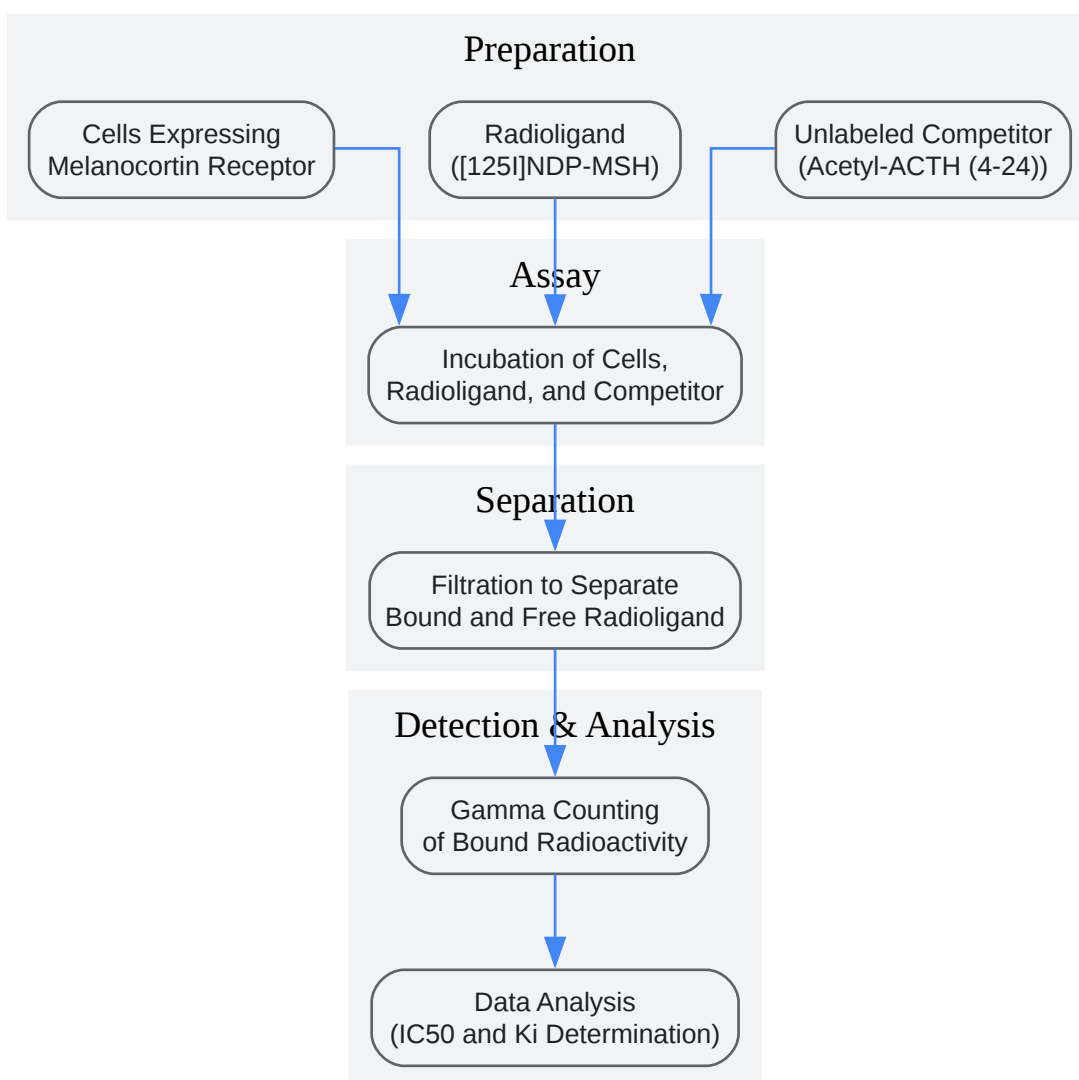 Preparation
Cells Expressing
Melanocortin Receptor
Radioligand
([125I]NDP-MSH)
Unlabeled Competitor
(Acetyl-ACTH (4-24))
Assay
Incubation of Cells,
Radioligand, and Competitor
Separation
Filtration to Separate
Bound and Free Radioligand
Detection & Analysis
Gamma Counting
of Bound Radioactivity
Data Analysis
(IC50 and Ki Determination)